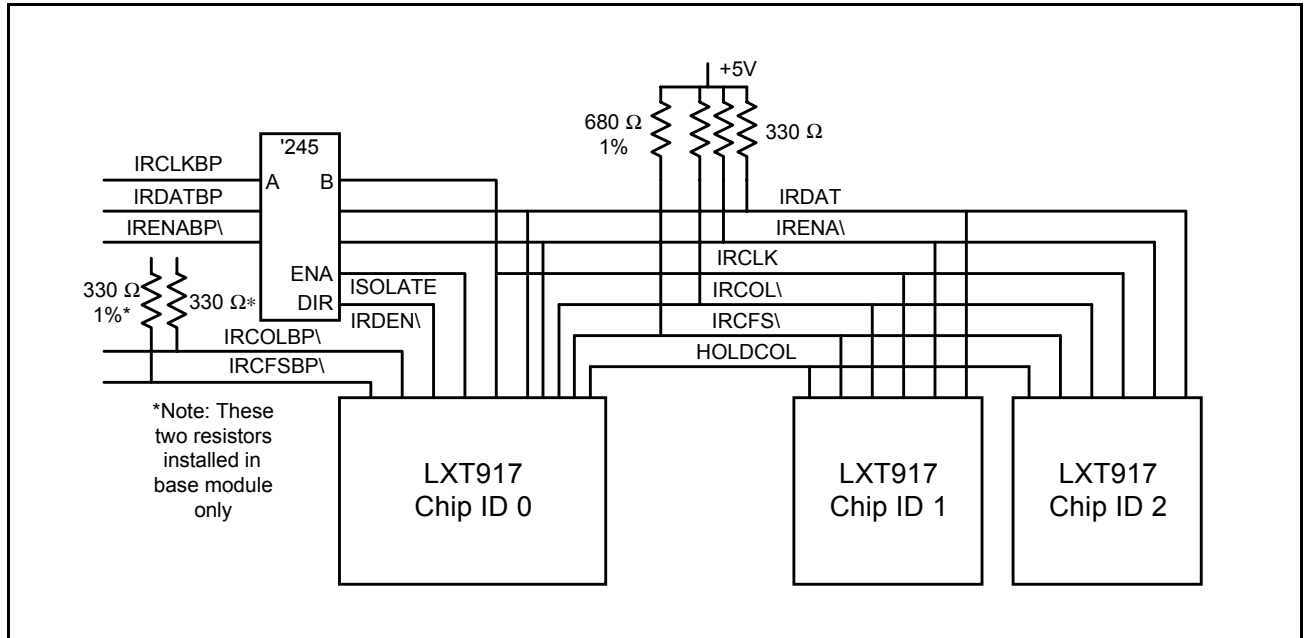 +5V
680 Ω
1%
330 Ω
'245
IRCLKBP
A B
IRDATBP
IRDAT
IRENABP\
IRENA\
IRCLK
ENA
ISOLATE
IRCOL\
330 Ω
1%*
330 Ω*
DIR
IRDEN\
IRCFS\
IRCOLBP\
HOLDCOL
IRCFSBP\
*Note: These
two resistors
installed in
base module
only
LXT917
Chip ID 0
LXT917
Chip ID 1
LXT917
Chip ID 2